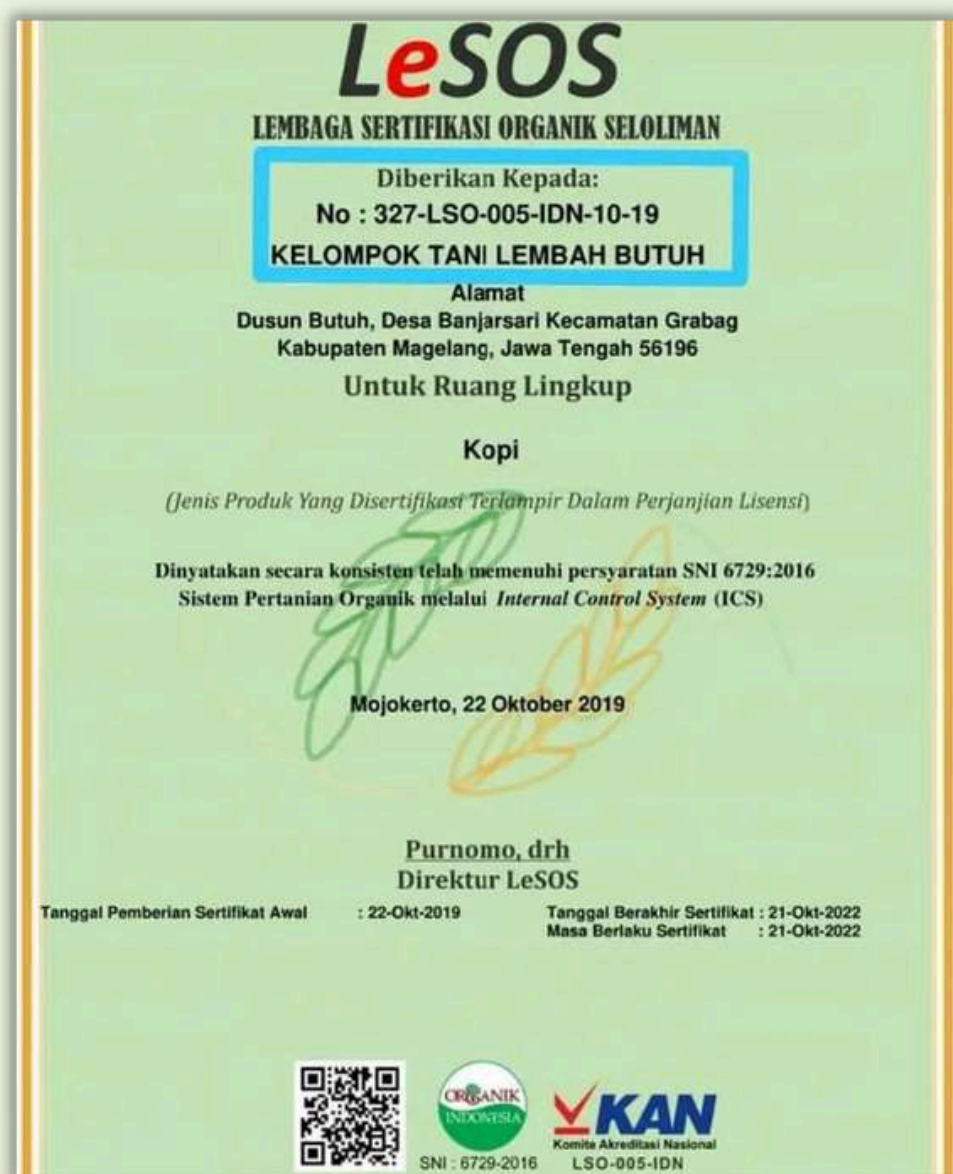 LeSOS
LEMBAGA SERTIFIKASI ORGANIK SELOLIMAN
Diberikan Kepada:
No : 327-LSO-005-IDN-10-19
KELOMPOK TANI LEMBAH BUTUH
Alamat
Dusun Butuh, Desa Banjarsari Kecamatan Grabag
Kabupaten Magelang, Jawa Tengah 56196
Untuk Ruang Lingkup
Kopi
(Jenis Produk Yang Disertifikasi Terlampir Dalam Perjanjian Lisensi)
Dinyatakan secara konsisten telah memenuhi persyaratan SNI 6729:2016
Sistem Pertanian Organik melalui Internal Control System (ICS)
Mojokerto, 22 Oktober 2019
Purnomo, drh
Direktur LeSOS
Tanggal Pemberian Sertifikat Awal : 22-Okt-2019
Tanggal Berakhir Sertifikat : 21-Okt-2022
Masa Berlaku Sertifikat : 21-Okt-2022
ORGANIK
INDONESIA
SNI : 6729-2016
KAN
Komite Akreditasi Nasional
LSO-005-IDN